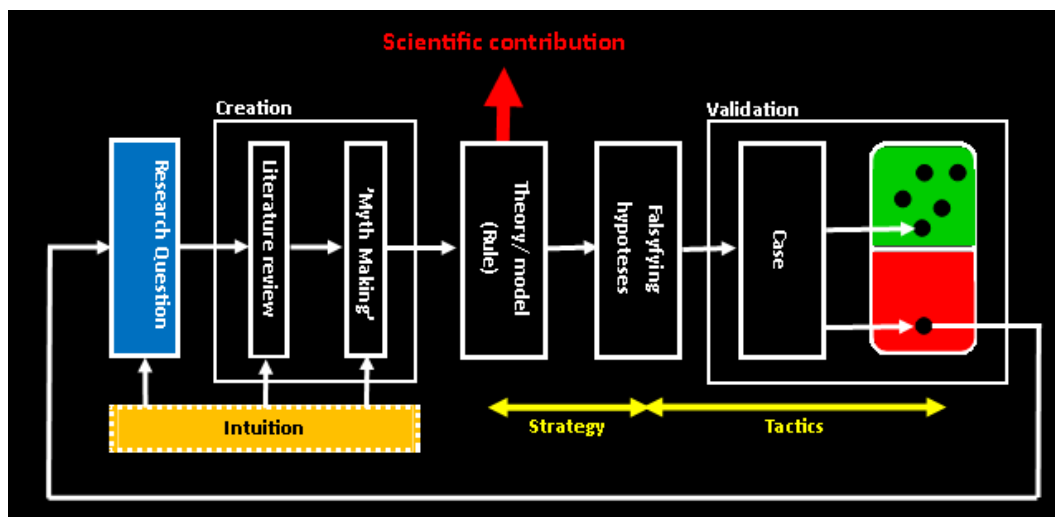 Scientific contribution
Creation
Validation
Research Question
Literature review
'Myth Making'
Theory/ model
(Rule)
Falsyfying
hypoteses
Case
Intuition
Strategy
Tactics